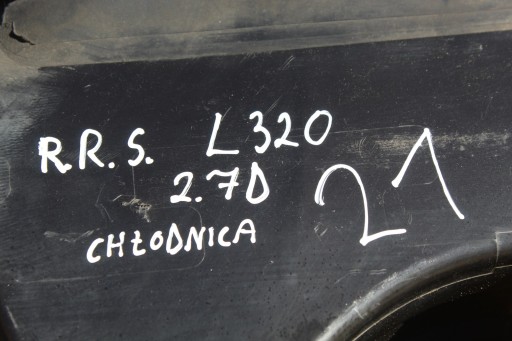 R.R.S. L320
2.7D
CHŁODNICA
21